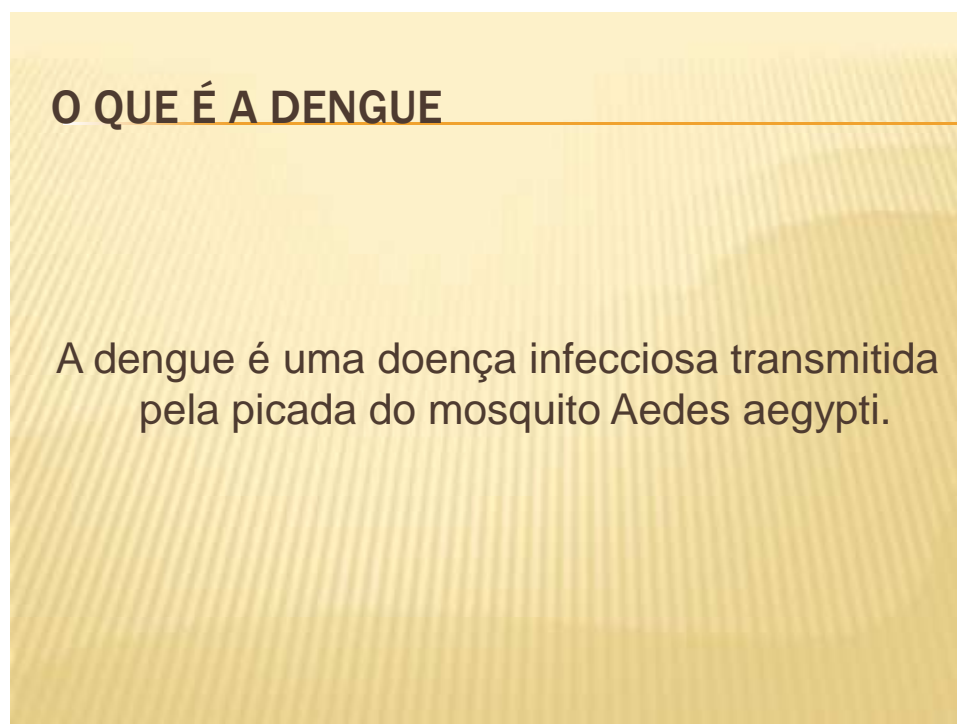 O QUE É A DENGUE
A dengue é uma doença infecciosa transmitida
pela picada do mosquito Aedes aegypti.